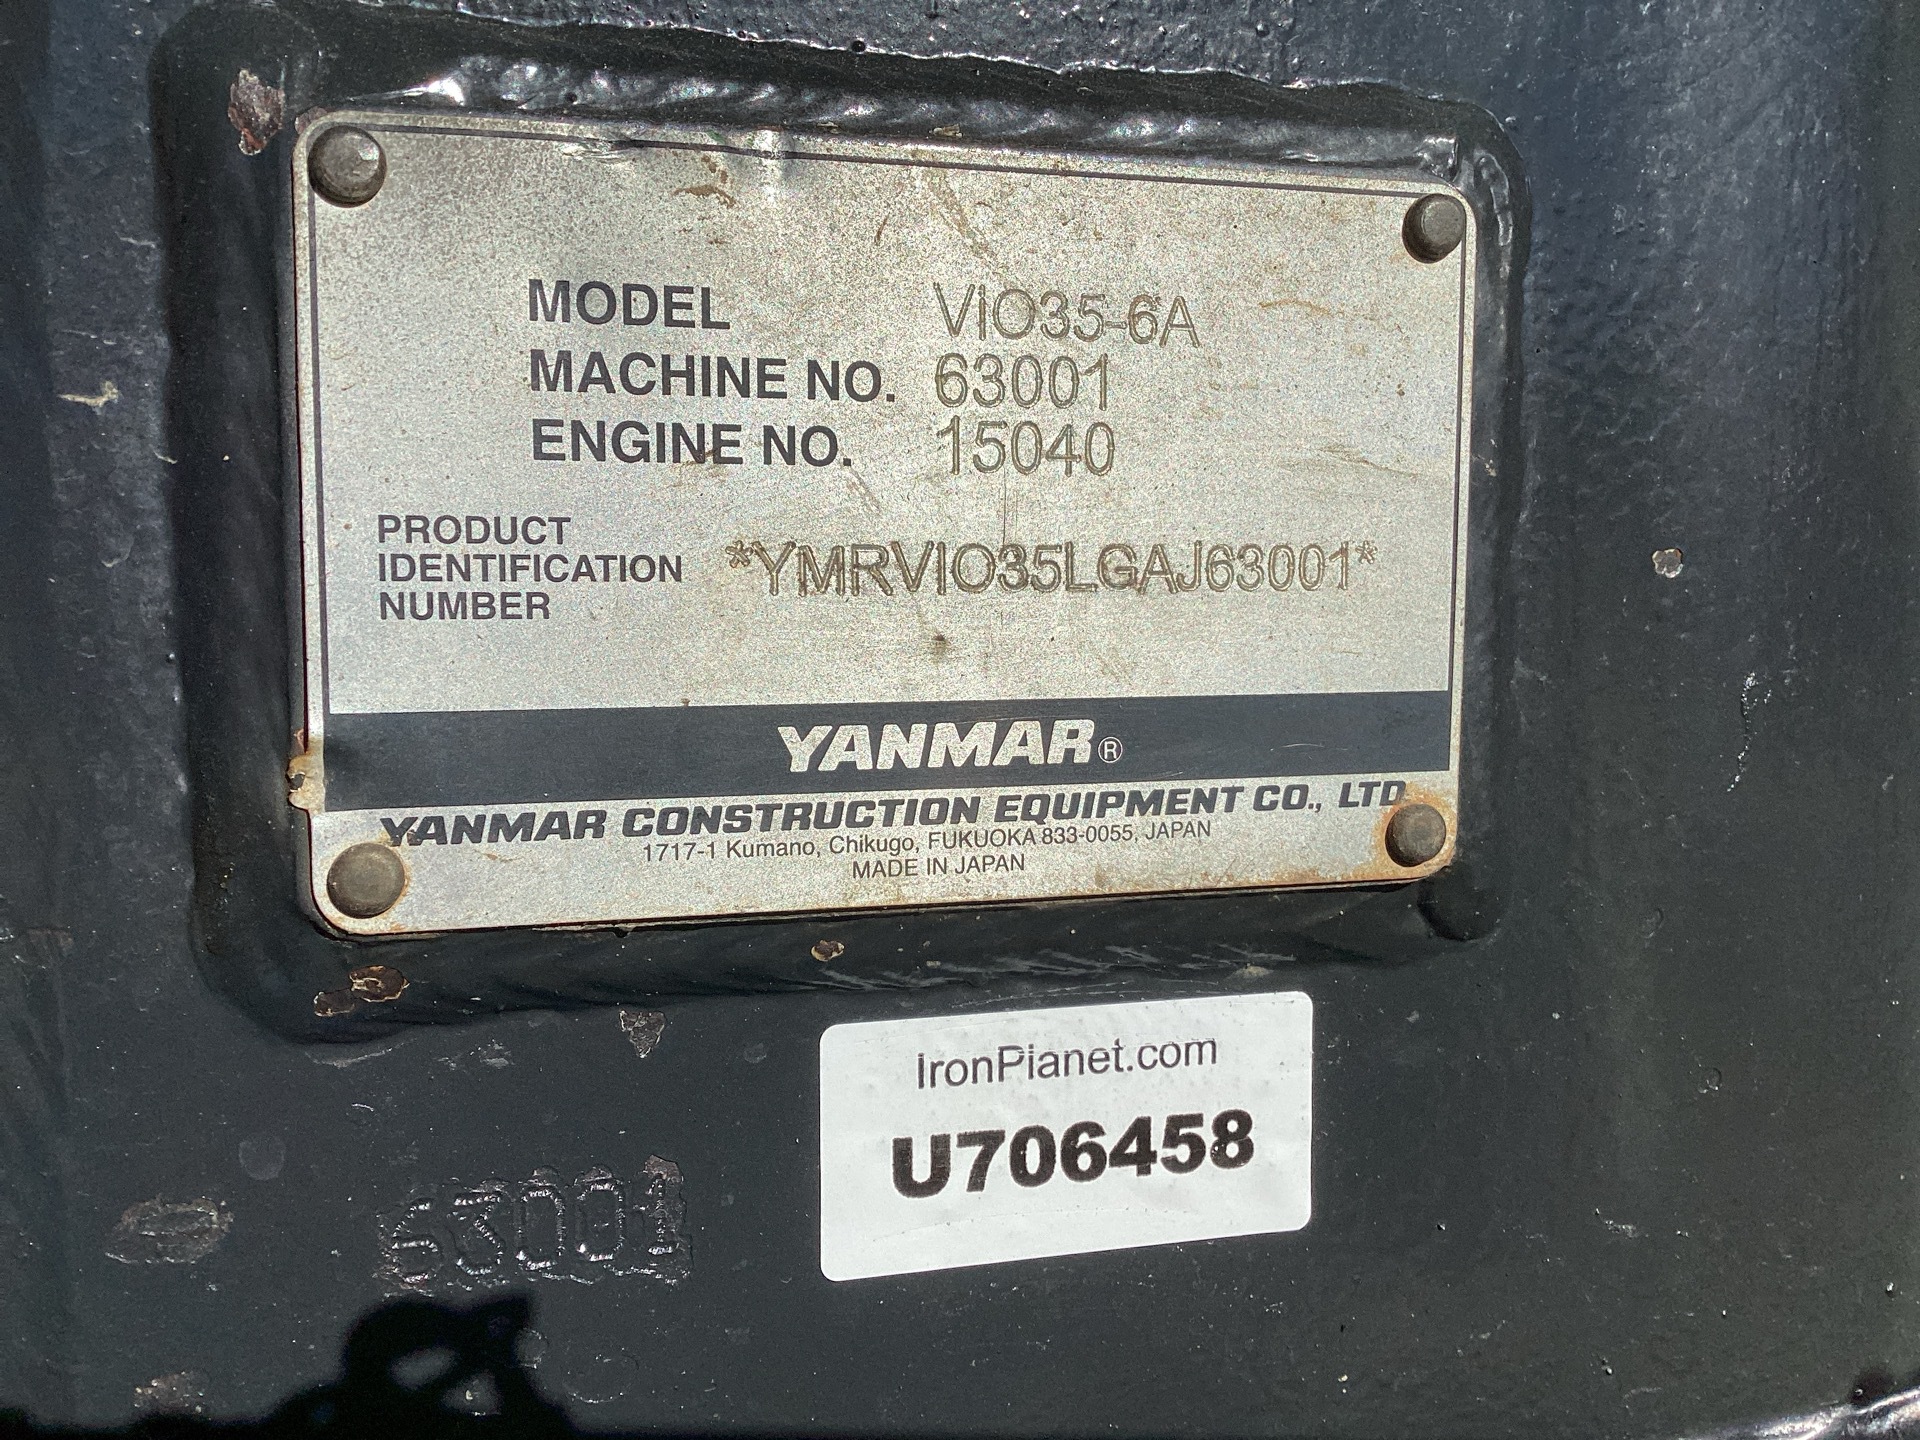 MODEL VIO35-6A
MACHINE NO. 63001
ENGINE NO. 15040
PRODUCT
IDENTIFICATION
NUMBER
*YMRVIO35LGAJ63001*
YANMAR®
YANMAR CONSTRUCTION EQUIPMENT CO., LTD.
1717-1 Kumano, Chikugo, FUKUOKA 833-0055, JAPAN
MADE IN JAPAN
IronPlanet.com
U706458
63001